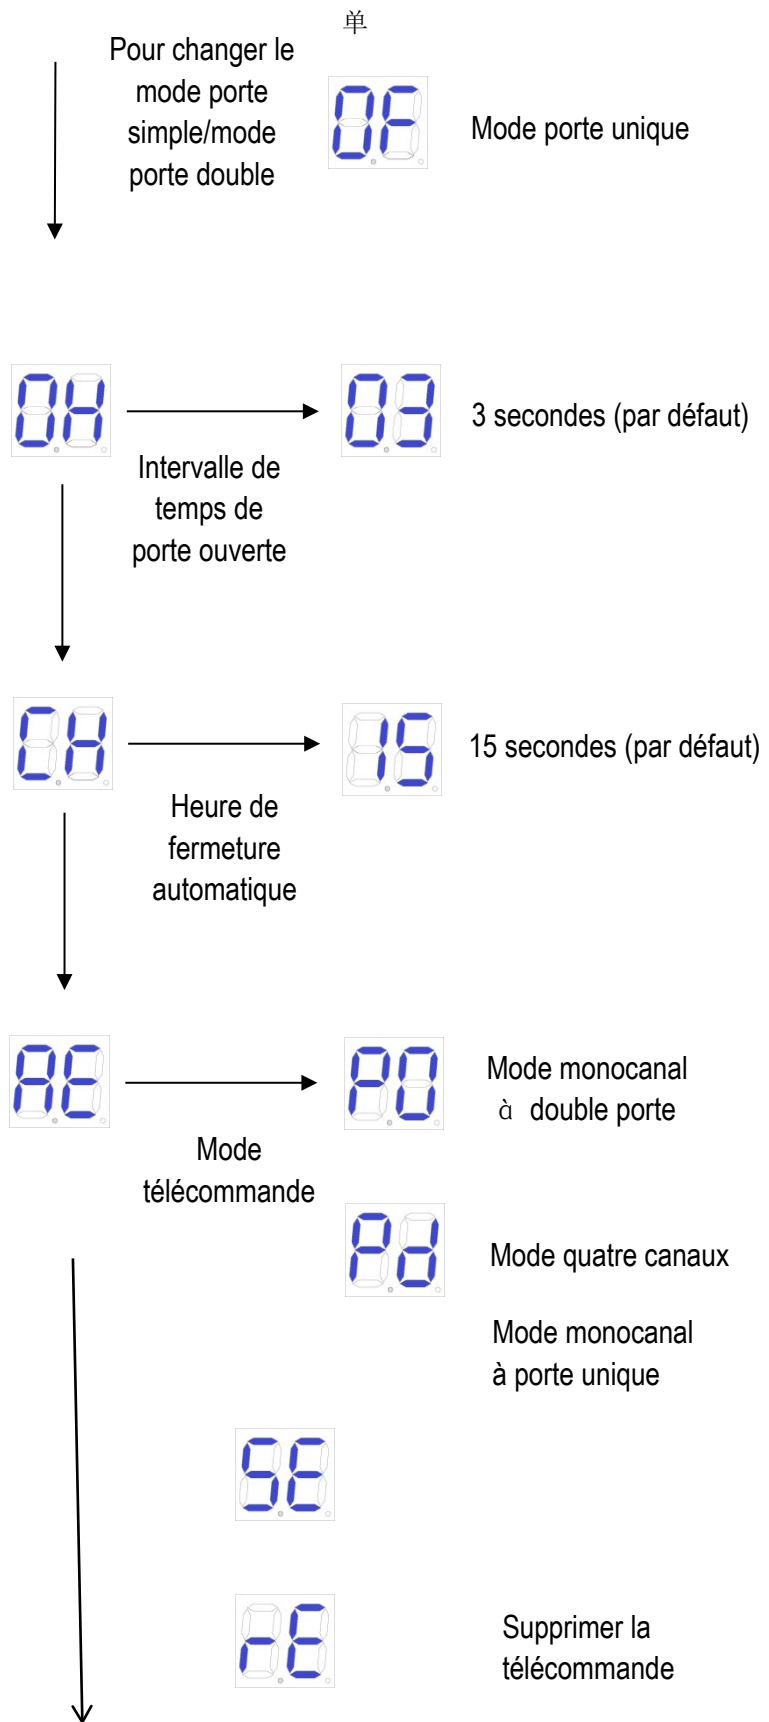 单
Pour changer le
mode porte
simple/mode
porte double
0F
Mode porte unique
0H
03
3 secondes (par défaut)
Intervalle de
temps de
porte ouverte
CH
15
15 secondes (par défaut)
Heure de
fermeture
automatique
AE
P0
Mode monocanal
à double porte
Mode
télécommande
Pd
Mode quatre canaux
Mode monocanal
à porte unique
SE
rE
Supprimer la
télécommande